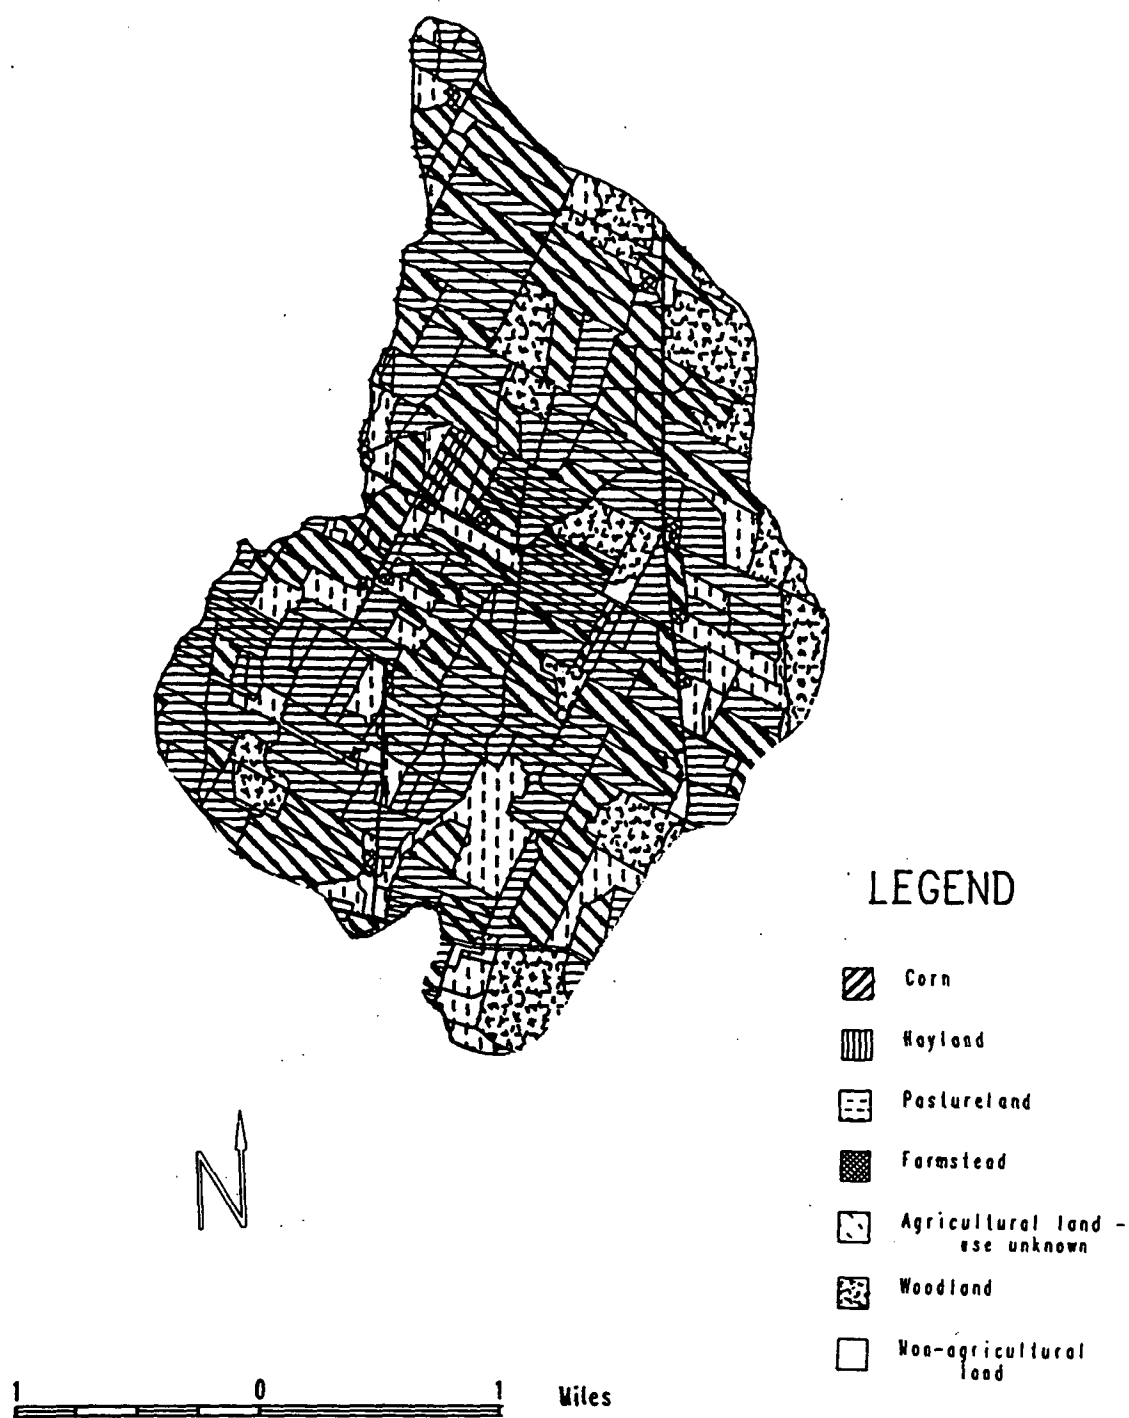 LEGEND
Corn
Hayland
Pastureland
Farmstead
Agricultural land -
use unknown
Woodland
Non-agricultural
land
N
1 0 1 Miles